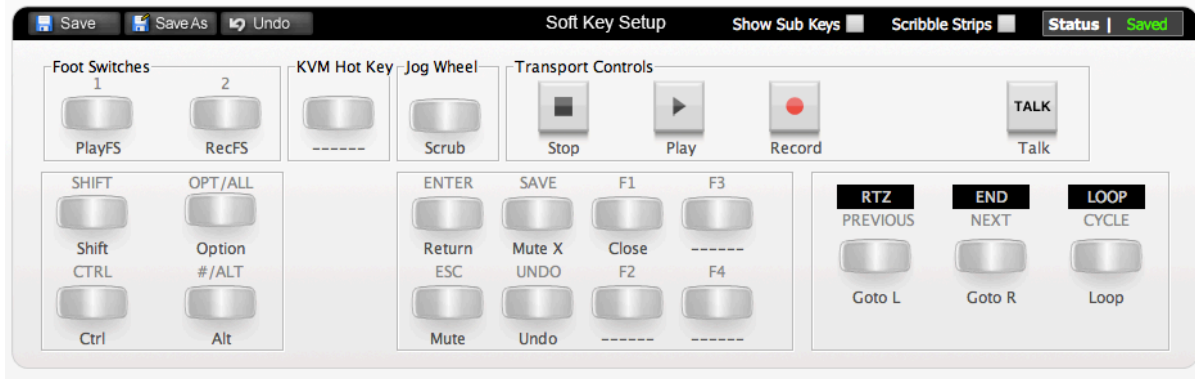 Save Save As Undo Soft Key Setup Show Sub Keys Scribble Strips Status | Saved
Foot Switches KVM Hot Key Jog Wheel Transport Controls
1 2
TALK
PlayFS RecFS ------ Scrub Stop Play Record Talk
SHIFT OPT/ALL ENTER SAVE F1 F3
RTZ END LOOP
PREVIOUS NEXT CYCLE
Shift Option Return Mute X Close ------
CTRL #/ALT ESC UNDO F2 F4
Goto L Goto R Loop
Ctrl Alt Mute Undo ------ ------